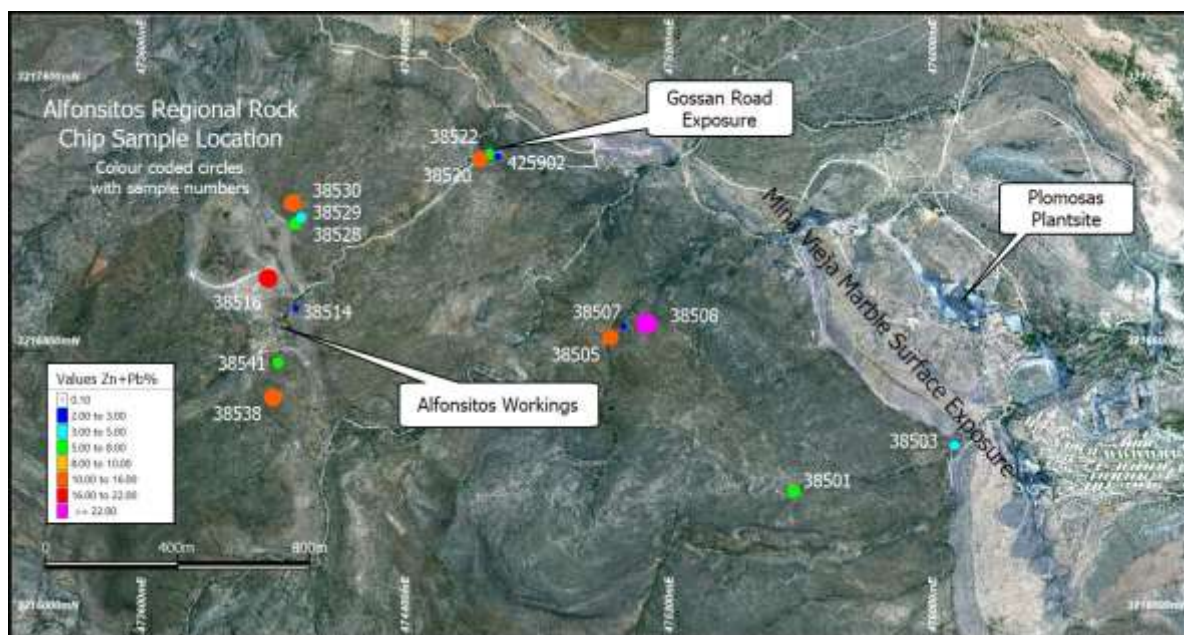 3217600mN
Alfonsitos Regional Rock
Chip Sample Location
Colour coded circles
with sample numbers
Gossan Road
Exposure
38522
38520
425902
38530
38529
38528
38516
38514
38541
38538
Alfonsitos Workings
38507
38506
38505
Mina Vieja Marble Surface Exposure
Plomosas
Plantsite
38503
38501
Values Zn+Pb%
0.10
2.00 to 3.00
3.00 to 5.00
5.00 to 8.00
8.00 to 10.00
10.00 to 16.00
16.00 to 22.00
>= 22.00
0
400m
800m
3216000mN
3216000mN